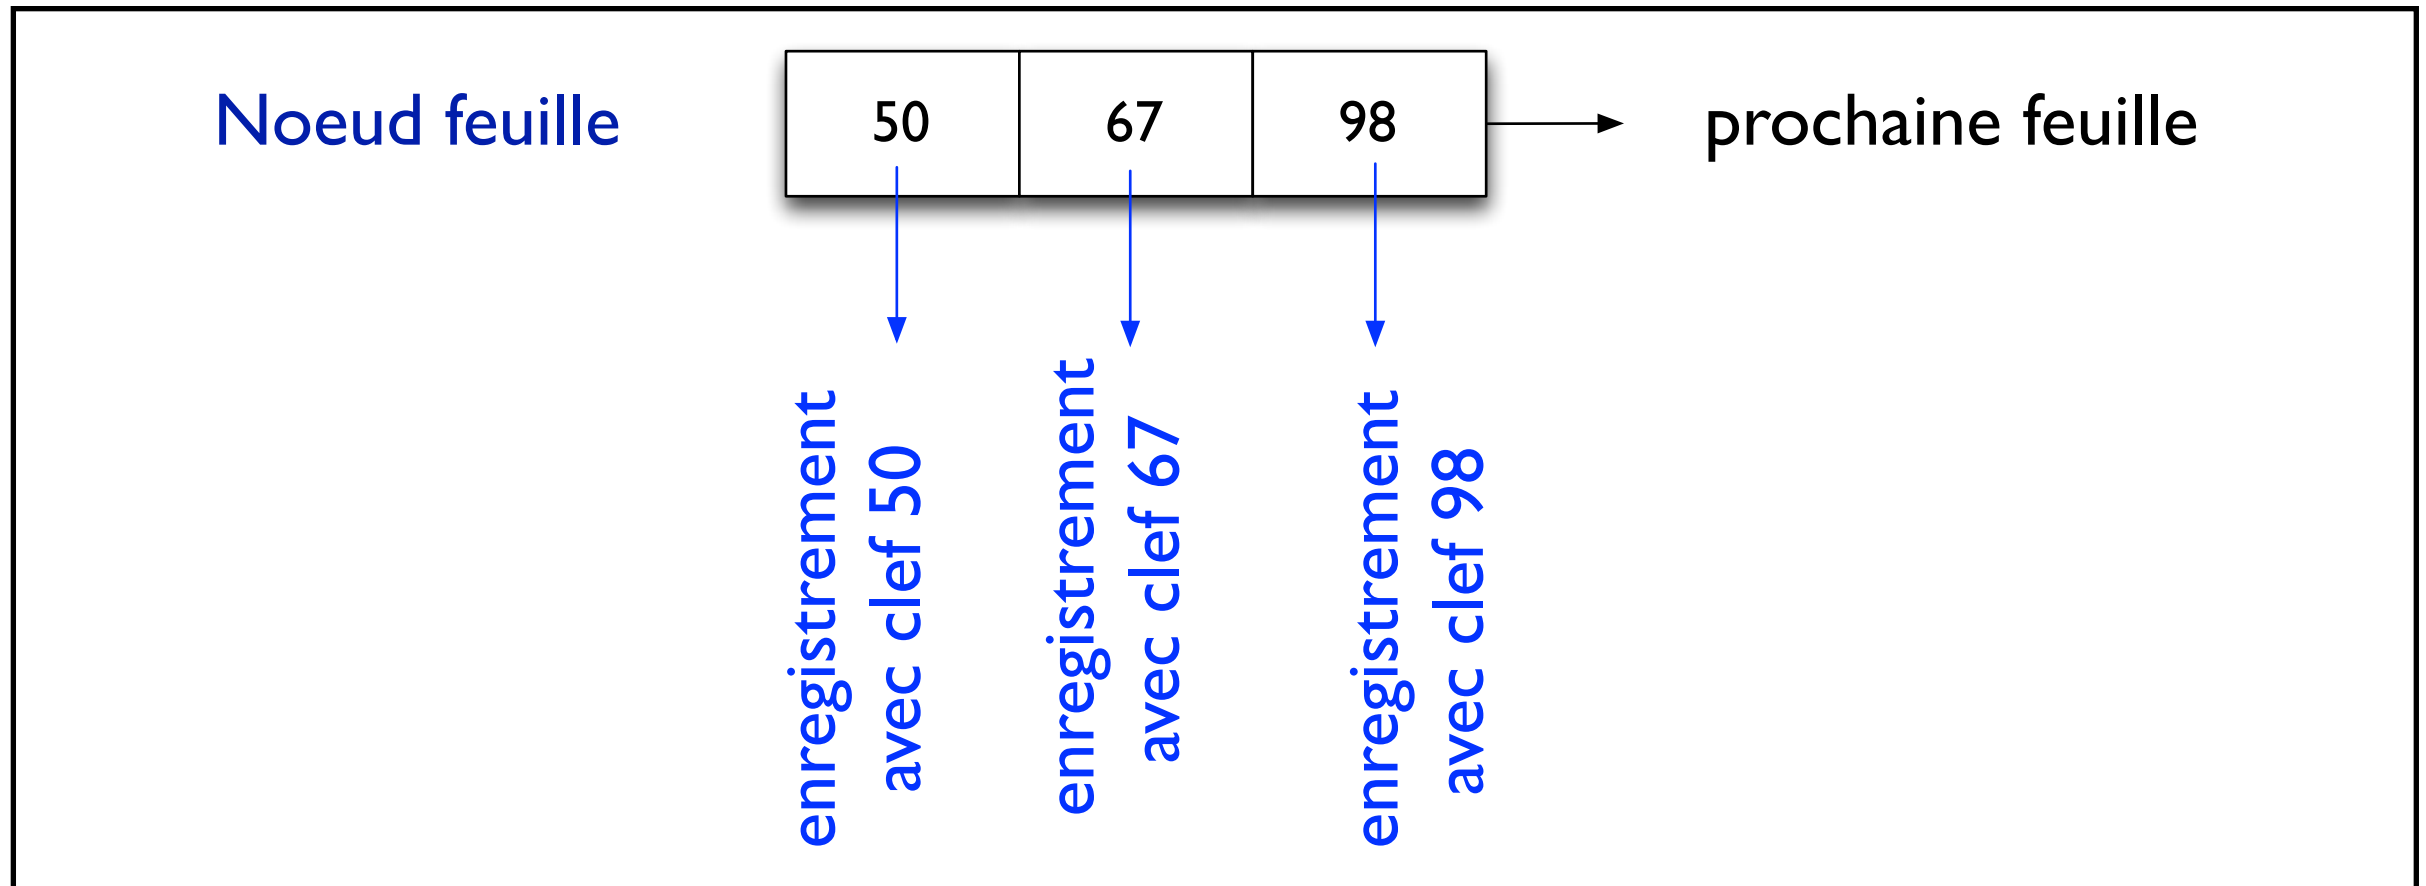 Noeud feuille
50
67
98
prochaine feuille
enregistrement
avec clef 50
enregistrement
avec clef 67
enregistrement
avec clef 98